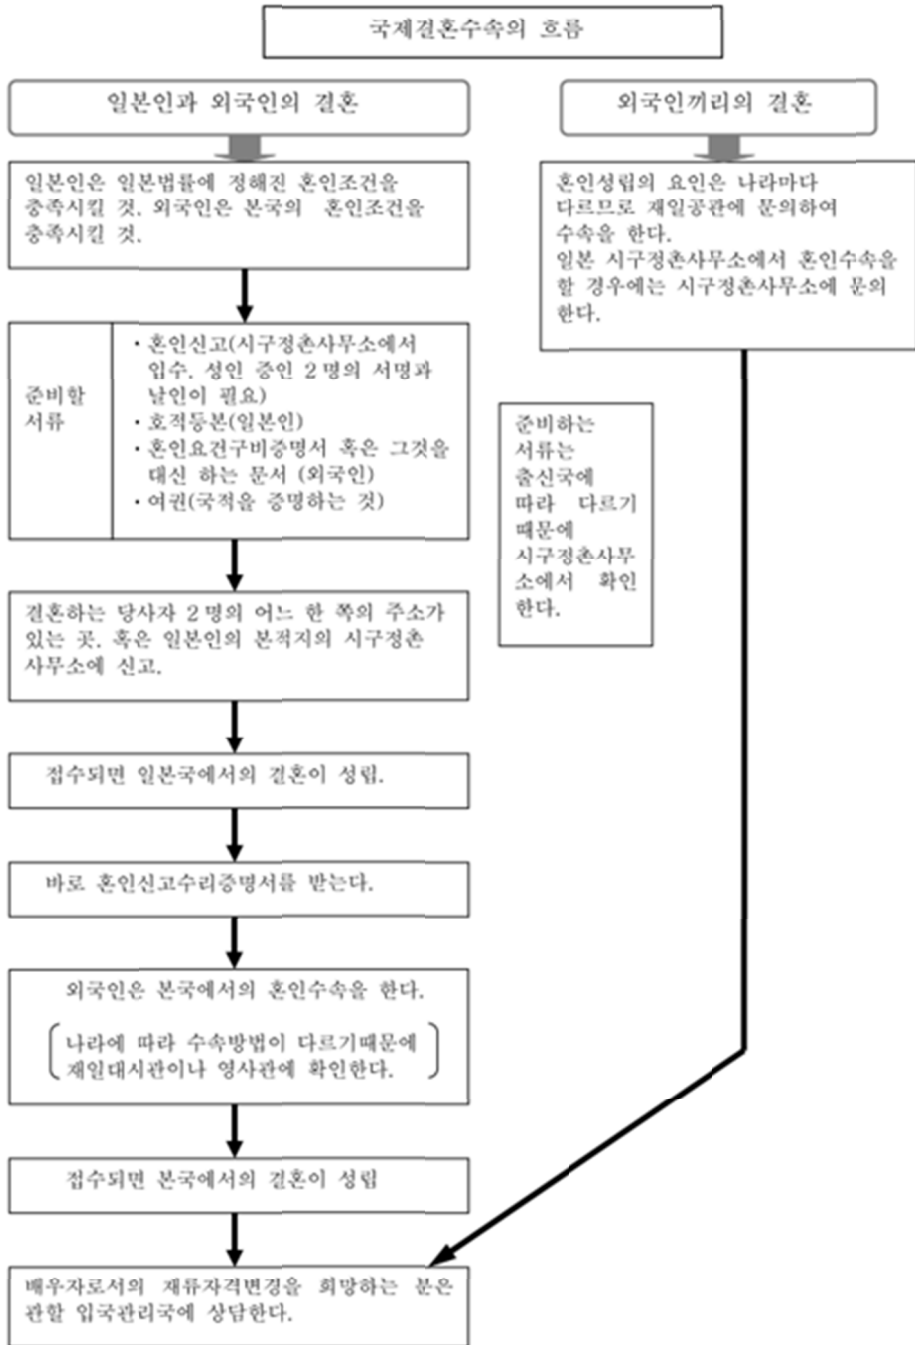 국제결혼수속의 흐름
일본인과 외국인의 결혼
일본인은 일본법률에 정해진 혼인조건을
충족시킬 것. 외국인은 본국의 혼인조건을
충족시킬 것.
준비할
서류
・혼인신고(시구정촌사무소에서
입수. 성인 증인 2명의 서명과
날인이 필요)
・호적등본(일본인)
・혼인요건구비증명서 혹은 그것을
대신 하는 문서 (외국인)
・여권(국적을 증명하는 것)
결혼하는 당사자 2명의 어느 한 쪽의 주소가
있는 곳. 혹은 일본인의 본적지의 시구정촌
사무소에 신고.
접수되면 일본국에서의 결혼이 성립.
바로 혼인신고수리증명서를 받는다.
외국인은 본국에서의 혼인수속을 한다.
나라에 따라 수속방법이 다르기때문에
재일대시관이나 영사관에 확인한다.
접수되면 본국에서의 결혼이 성립
배우자로서의 재류자격변경을 희망하는 분은
관할 입국관리국에 상담한다.
외국인끼리의 결혼
혼인성립의 요인은 나라마다
다르므로 재일공관에 문의하여
수속을 한다.
일본 시구정촌사무소에서 혼인수속을
할 경우에는 시구정촌사무소에 문의
한다.
준비하는
서류는
출신국에
따라 다르기
때문에
시구정촌사무
소에서 확인
한다.